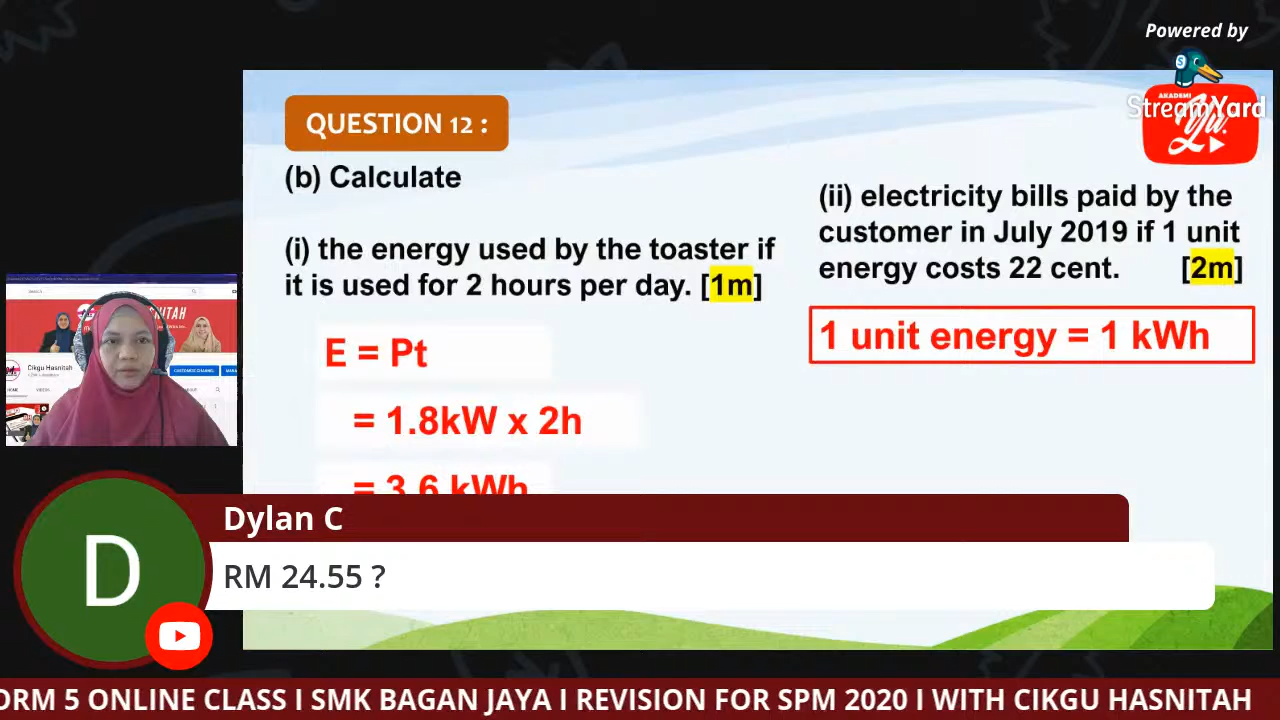 Powered by
StreamYard
AKADEMI
QUESTION 12 :
(b) Calculate
(i) the energy used by the toaster if
it is used for 2 hours per day. [1m]
E = Pt
= 1.8kW x 2h
= 3.6 kWh
(ii) electricity bills paid by the
customer in July 2019 if 1 unit
energy costs 22 cent. [2m]
1 unit energy = 1 kWh
Cikgu Hasnitah
D
Dylan C
RM 24.55 ?
ORM 5 ONLINE CLASS I SMK BAGAN JAYA I REVISION FOR SPM 2020 I WITH CIKGU HASNITAH